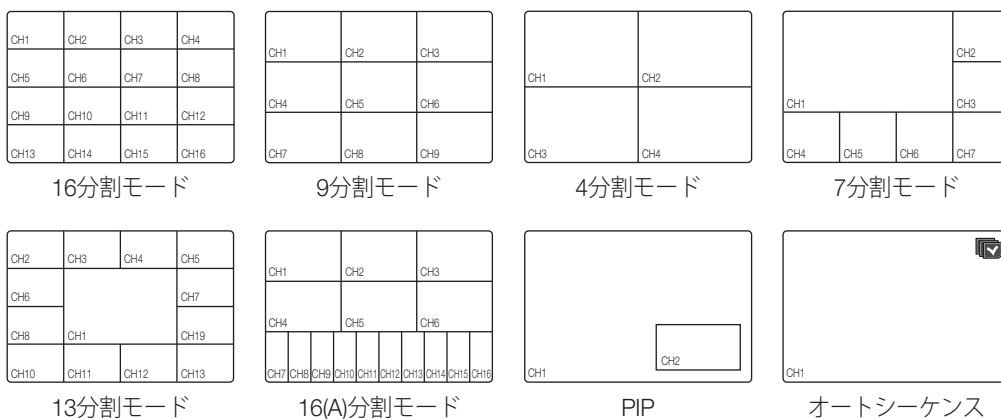 CH1 CH2 CH3 CH4
CH5 CH6 CH7 CH8
CH9 CH10 CH11 CH12
CH13 CH14 CH15 CH16
16分割モード
CH1 CH2 CH3
CH4 CH5 CH6
CH7 CH8 CH9
9分割モード
CH1 CH2
CH3 CH4
4分割モード
CH2
CH1 CH3
CH4 CH5 CH6 CH7
7分割モード
CH2 CH3 CH4 CH5
CH6 CH7
CH8 CH1 CH19
CH10 CH11 CH12 CH13
13分割モード
CH1 CH2 CH3
CH4 CH5 CH6
CH7 CH8 CH9 CH10 CH11 CH12 CH13 CH14 CH15 CH16
16(A)分割モード
CH2
CH1
PIP
CH1
オートシーケンス